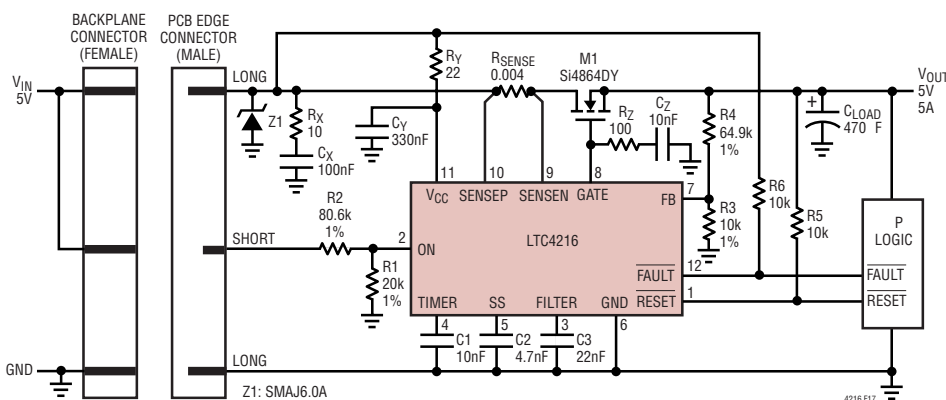 BACKPLANE
CONNECTOR
(FEMALE)
PCB EDGE
CONNECTOR
(MALE)
VIN
5V
LONG
Z1
RX
10
CX
100nF
RY
22
CY
330nF
RSENSE
0.004
M1
Si4864DY
RZ
100
CZ
10nF
R4
64.9k
1%
+
CLOAD
470 F
VOUT
5V
5A
11
10
9
8
VCC
SENSEP
SENSEN
GATE
7
FB
R3
10k
1%
R6
10k
R5
10k
P
LOGIC
R2
80.6k
1%
SHORT
2
ON
LTC4216
R1
20k
1%
FAULT
12
FAULT
RESET
1
RESET
TIMER
SS
FILTER
GND
4
5
3
6
C1
10nF
C2
4.7nF
C3
22nF
GND
LONG
Z1: SMAJ6.0A
4216 F17